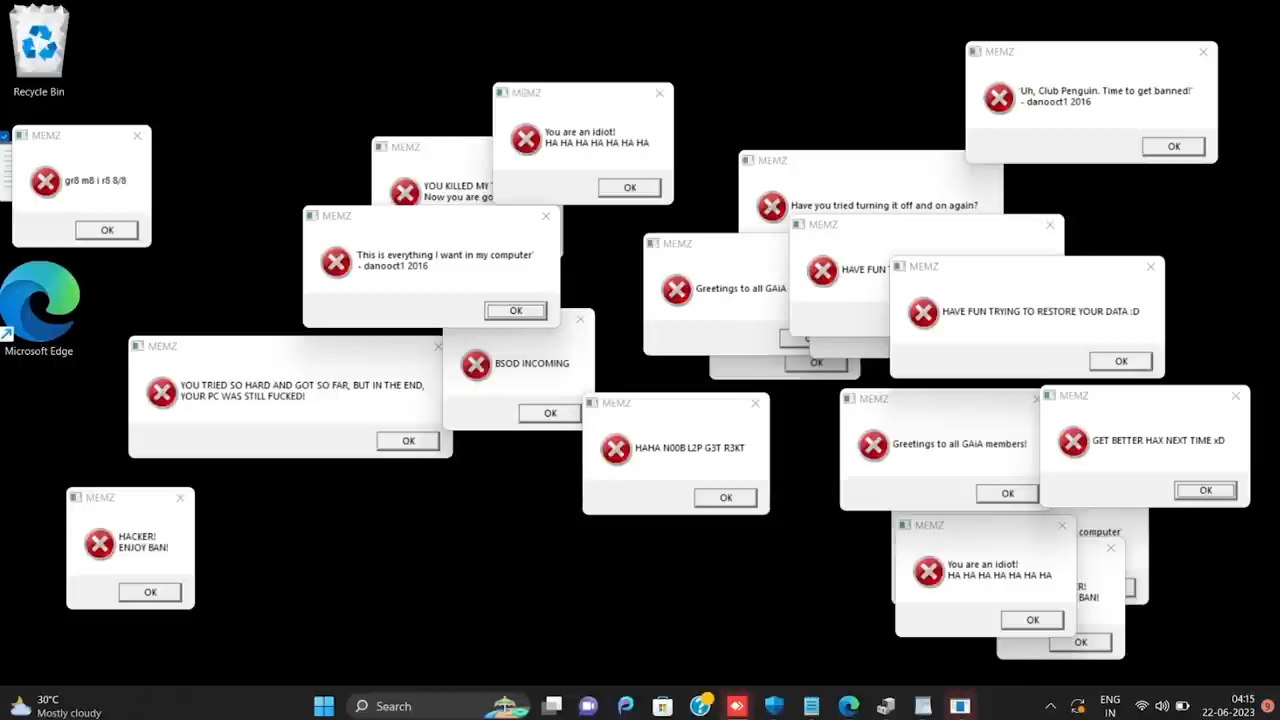 Recycle Bin
MEMZ
gr8 m8 i r8 8/8
OK
Microsoft Edge
MEMZ
YOU KILLED MY
Now you are go
MEMZ
You are an idiot!
HA HA HA HA HA HA HA
OK
MEMZ
'This is everything I want in my computer'
- danooct1 2016
OK
MEMZ
YOU TRIED SO HARD AND GOT SO FAR, BUT IN THE END,
YOUR PC WAS STILL FUCKED!
OK
BSOD INCOMING
OK
MEMZ
HACKER!
ENJOY BAN!
OK
MEMZ
HAHA N00B L2P G3T R3KT
OK
MEMZ
'Uh, Club Penguin. Time to get banned!'
- danooct1 2016
OK
MEMZ
Have you tried turning it off and on again?
MEMZ
Greetings to all GAiA
OK
MEMZ
HAVE FUN
MEMZ
HAVE FUN TRYING TO RESTORE YOUR DATA :D
OK
MEMZ
Greetings to all GAiA members!
OK
MEMZ
GET BETTER HAX NEXT TIME xD
OK
MEMZ
You are an idiot!
HA HA HA HA HA HA HA
OK
computer'
R!
BAN!
OK
30°C
Mostly cloudy
Search
ENG
IN
04:15
22-06-2023